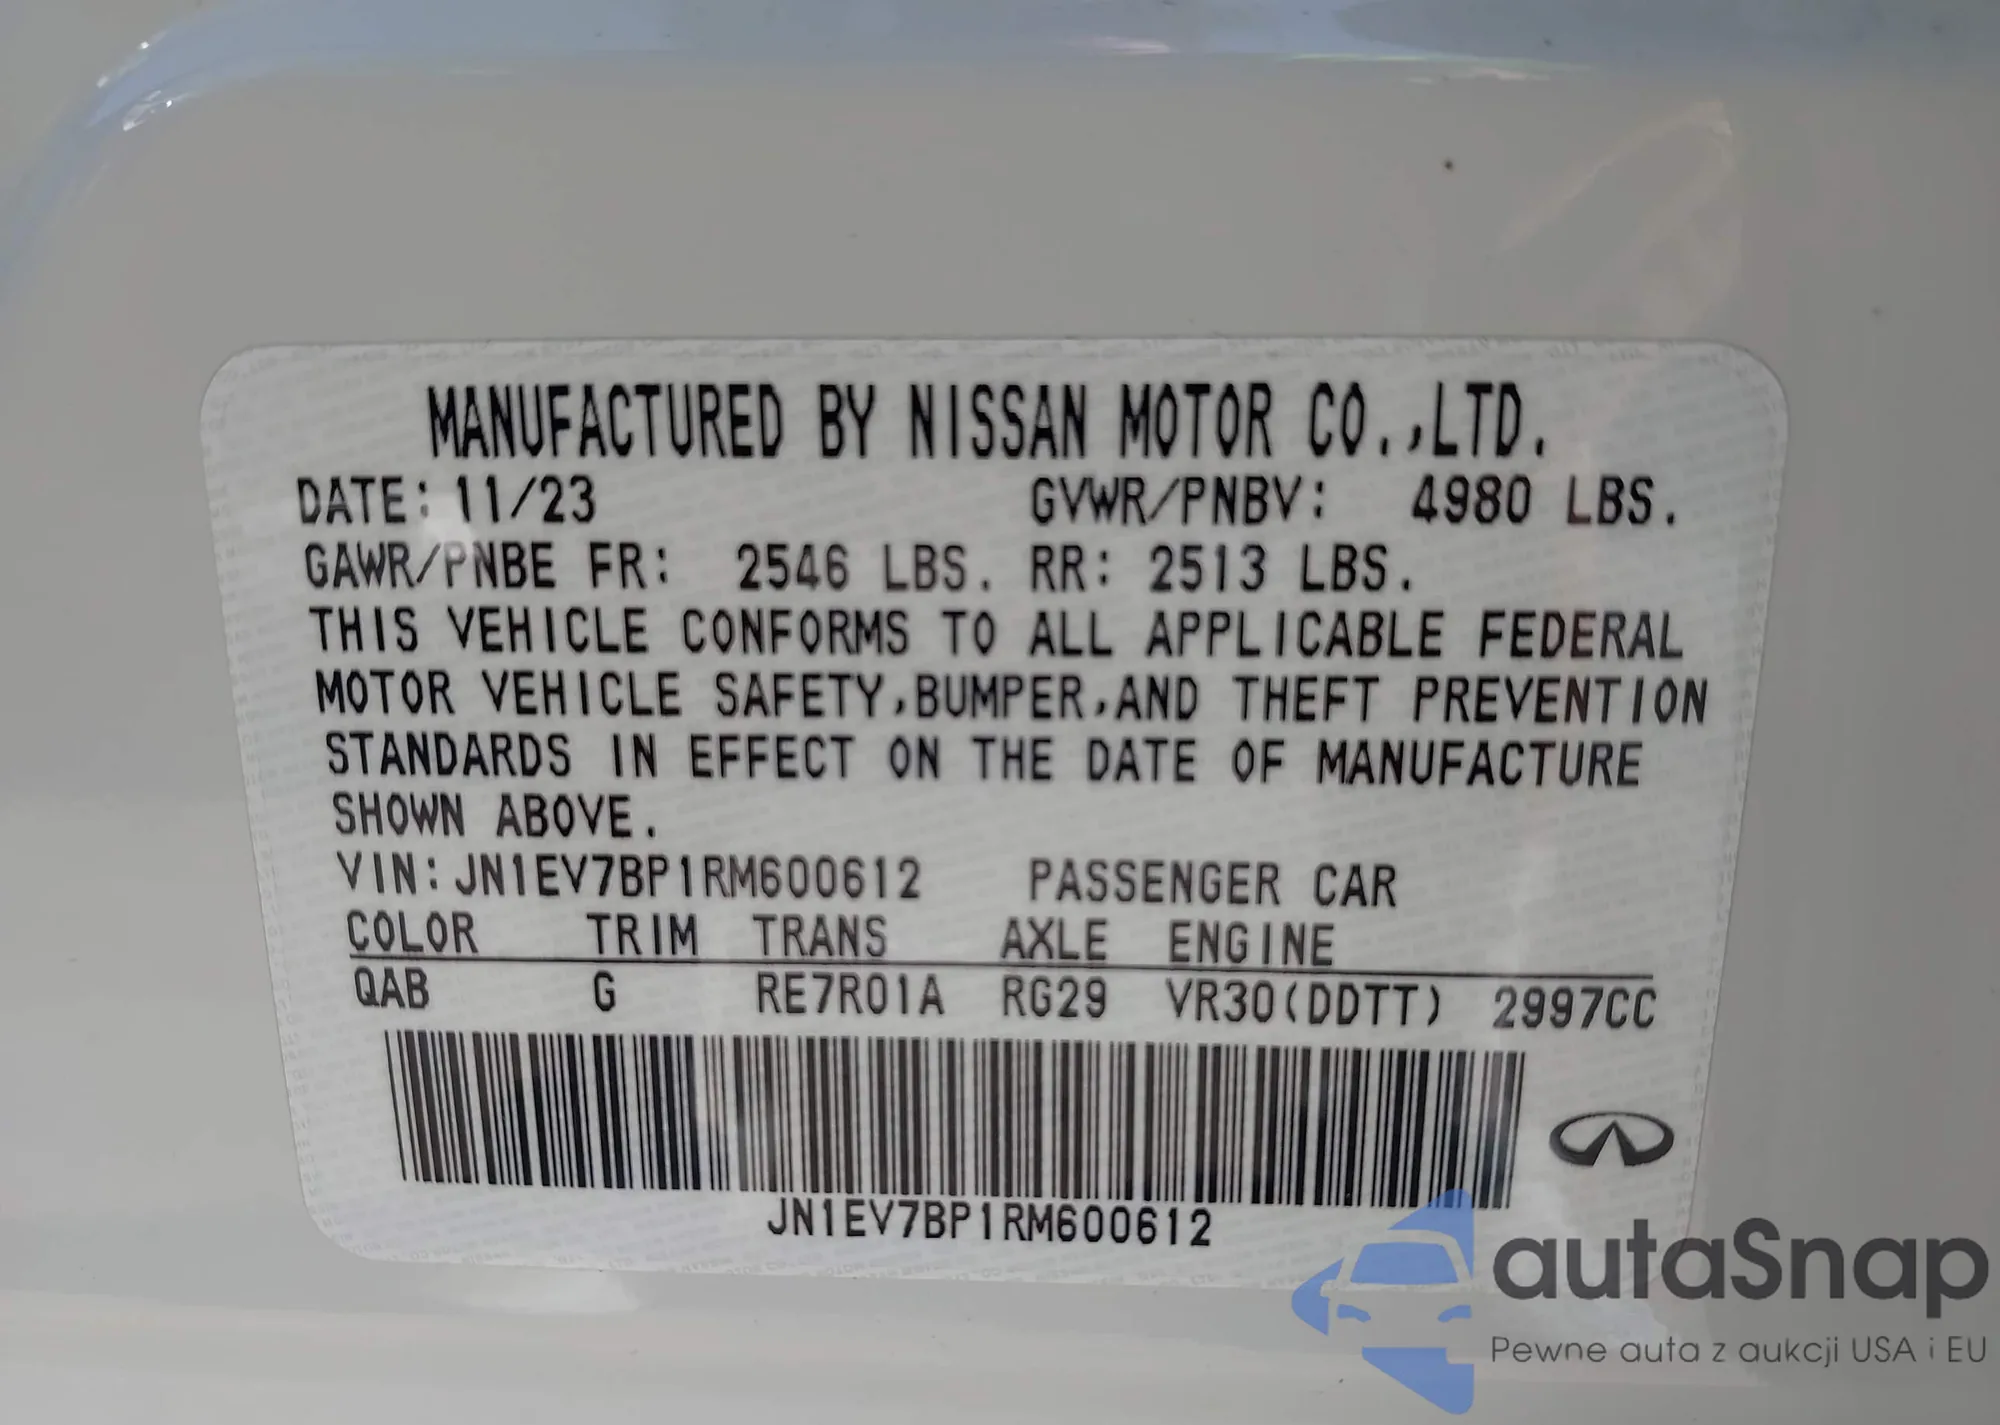 MANUFACTURED BY NISSAN MOTOR CO.,LTD.
DATE: 11/23 GVWR/PNBV: 4980 LBS.
GAWR/PNBE FR: 2546 LBS. RR: 2513 LBS.
THIS VEHICLE CONFORMS TO ALL APPLICABLE FEDERAL
MOTOR VEHICLE SAFETY,BUMPER,AND THEFT PREVENTION
STANDARDS IN EFFECT ON THE DATE OF MANUFACTURE
SHOWN ABOVE.
VIN:JN1EV7BP1RM600612 PASSENGER CAR
COLOR TRIM TRANS AXLE ENGINE
QAB G RE7R01A RG29 VR30(DDTT) 2997CC
JN1EV7BP1RM600612
autaSnap
Pewne auta z aukcji USA i EU